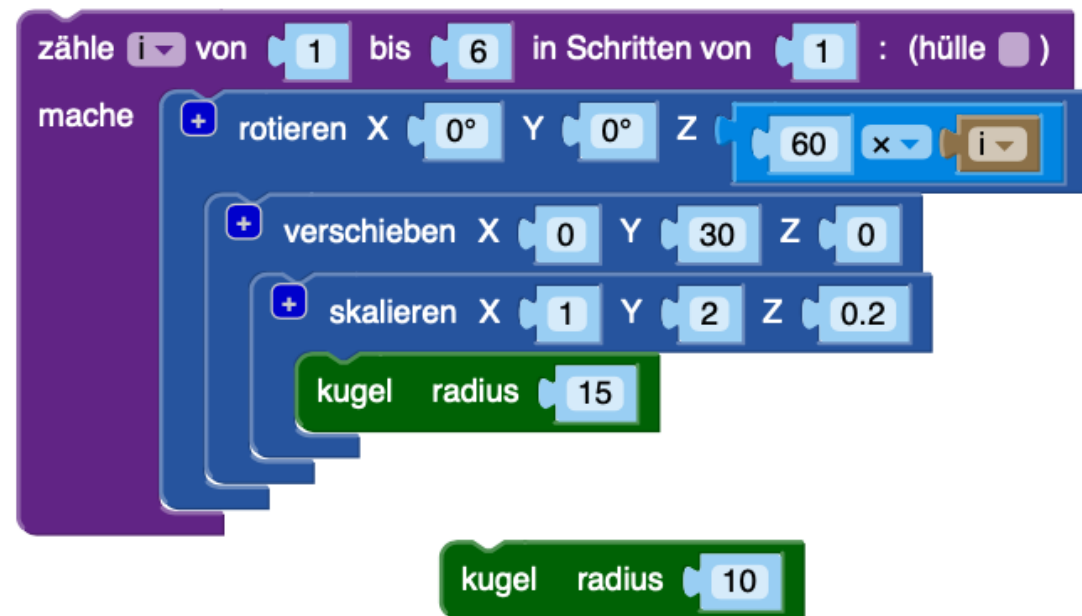 zähle i von 1 bis 6 in Schritten von 1 : (hülle )
mache + rotieren X 0° Y 0° Z 60 × i
+ verschieben X 0 Y 30 Z 0
+ skalieren X 1 Y 2 Z 0.2
kugel radius 15
kugel radius 10